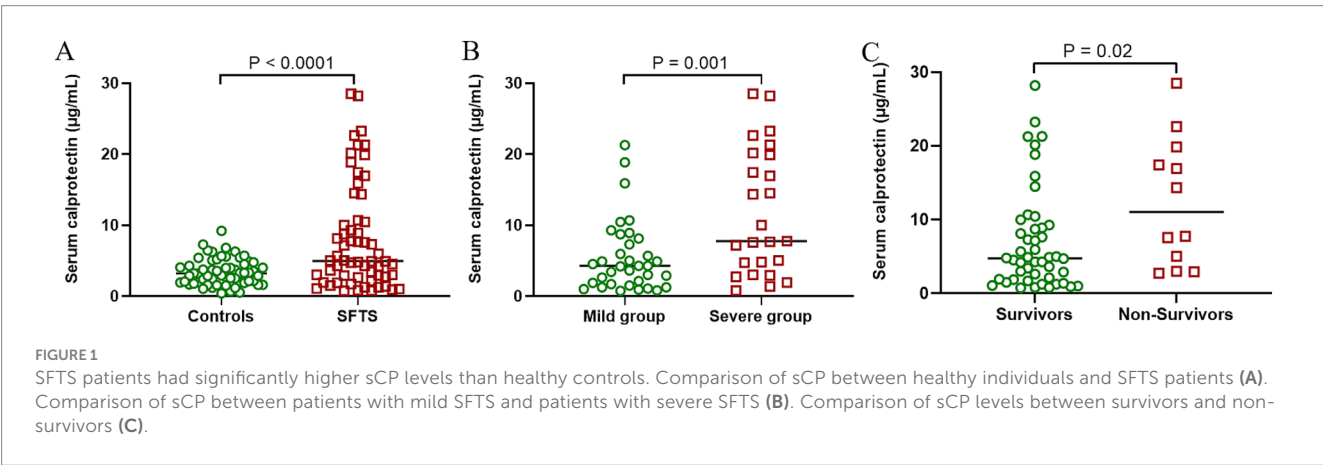 A
P < 0.0001
Serum calprotectin (µg/mL)
30
20
10
0
Controls
SFTS
B
P = 0.001
Serum calprotectin (µg/mL)
30
20
10
0
Mild group
Severe group
C
P = 0.02
Serum calprotectin (µg/mL)
30
20
10
0
Survivors
Non-Survivors
FIGURE 1
SFTS patients had significantly higher sCP levels than healthy controls. Comparison of sCP between healthy individuals and SFTS patients (A).
Comparison of sCP between patients with mild SFTS and patients with severe SFTS (B). Comparison of sCP levels between survivors and non-
survivors (C).